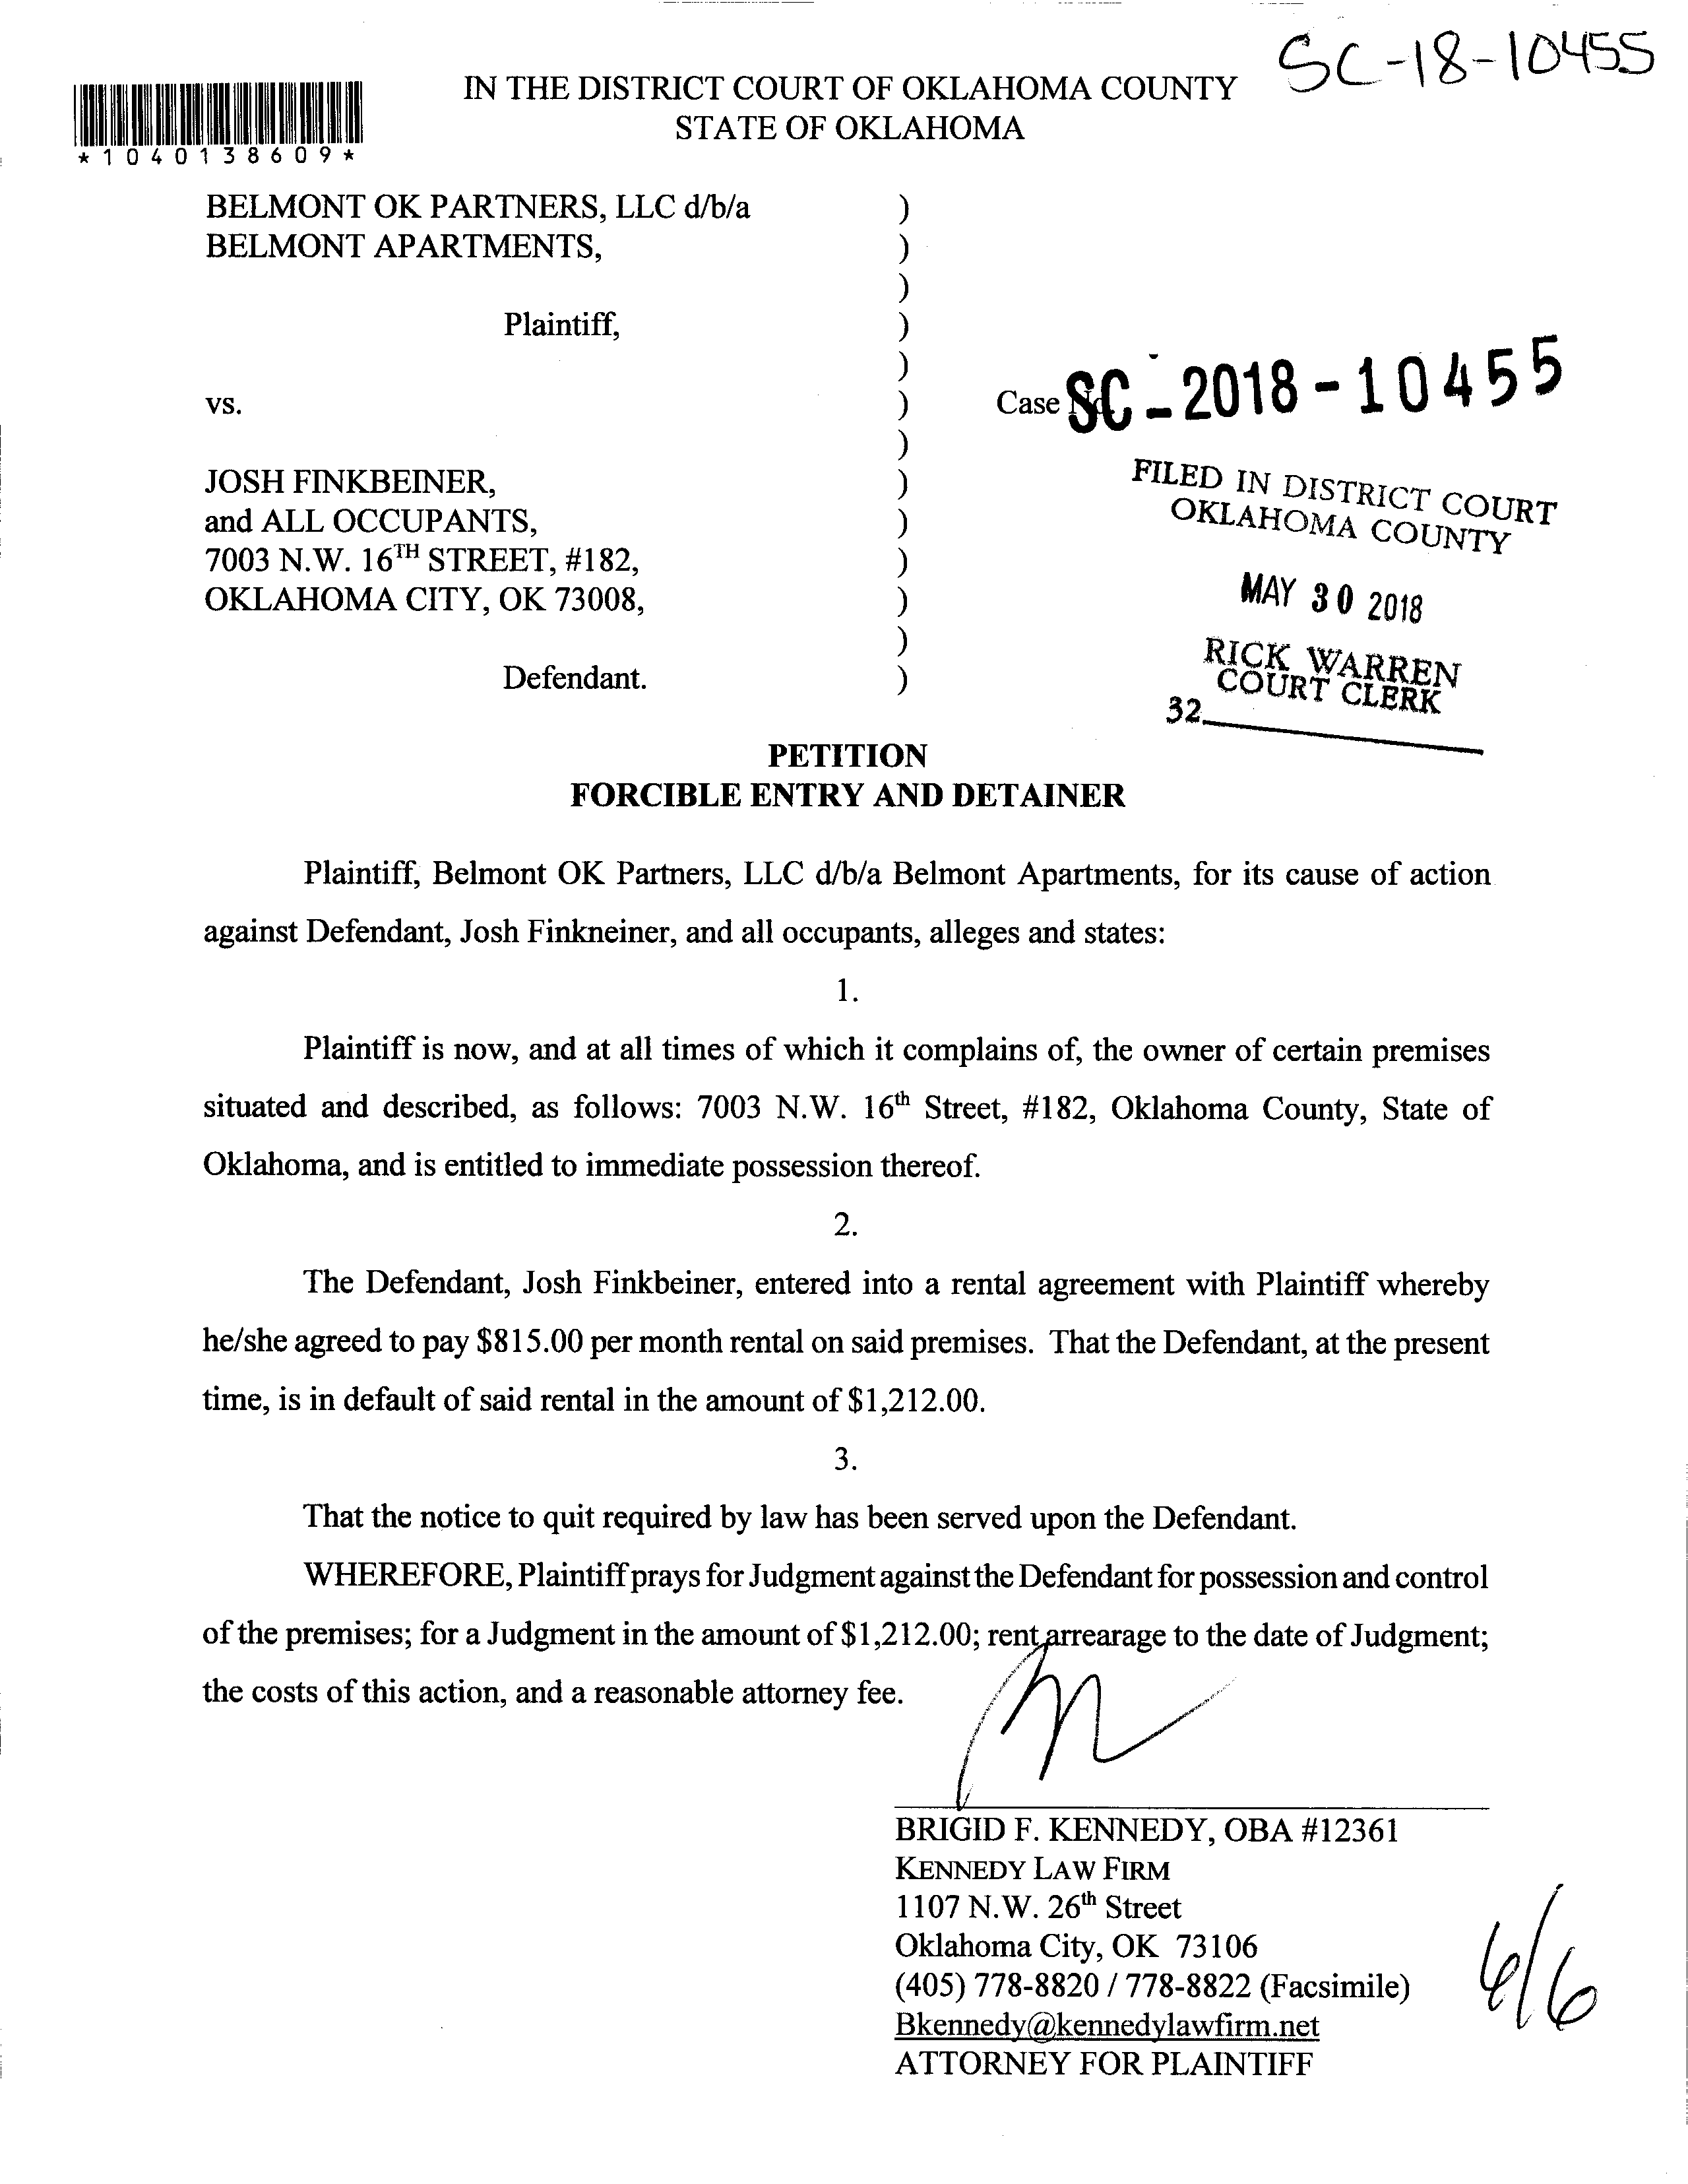 SC-18-10455
*1040138609*
IN THE DISTRICT COURT OF OKLAHOMA COUNTY
STATE OF OKLAHOMA
BELMONT OK PARTNERS, LLC d/b/a )
BELMONT APARTMENTS, )
)
Plaintiff, )
)
vs. ) Case No. SC-2018-10455
)
JOSH FINKBEINER, )
and ALL OCCUPANTS, )
7003 N.W. 16TH STREET, #182, )
OKLAHOMA CITY, OK 73008, )
)
Defendant. )
FILED IN DISTRICT COURT
OKLAHOMA COUNTY
MAY 30 2018
RICK WARREN
COURT CLERK
32
PETITION
FORCIBLE ENTRY AND DETAINER
Plaintiff, Belmont OK Partners, LLC d/b/a Belmont Apartments, for its cause of action
against Defendant, Josh Finkneiner, and all occupants, alleges and states:
1.
Plaintiff is now, and at all times of which it complains of, the owner of certain premises
situated and described, as follows: 7003 N.W. 16th Street, #182, Oklahoma County, State of
Oklahoma, and is entitled to immediate possession thereof.
2.
The Defendant, Josh Finkbeiner, entered into a rental agreement with Plaintiff whereby
he/she agreed to pay $815.00 per month rental on said premises. That the Defendant, at the present
time, is in default of said rental in the amount of $1,212.00.
3.
That the notice to quit required by law has been served upon the Defendant.
WHEREFORE, Plaintiff prays for Judgment against the Defendant for possession and control
of the premises; for a Judgment in the amount of $1,212.00; rent arrearage to the date of Judgment;
the costs of this action, and a reasonable attorney fee.
BRIGID F. KENNEDY, OBA #12361
KENNEDY LAW FIRM
1107 N.W. 26th Street
Oklahoma City, OK 73106
(405) 778-8820 / 778-8822 (Facsimile)
Bkennedy@kennedylawfirm.net
ATTORNEY FOR PLAINTIFF
6/6